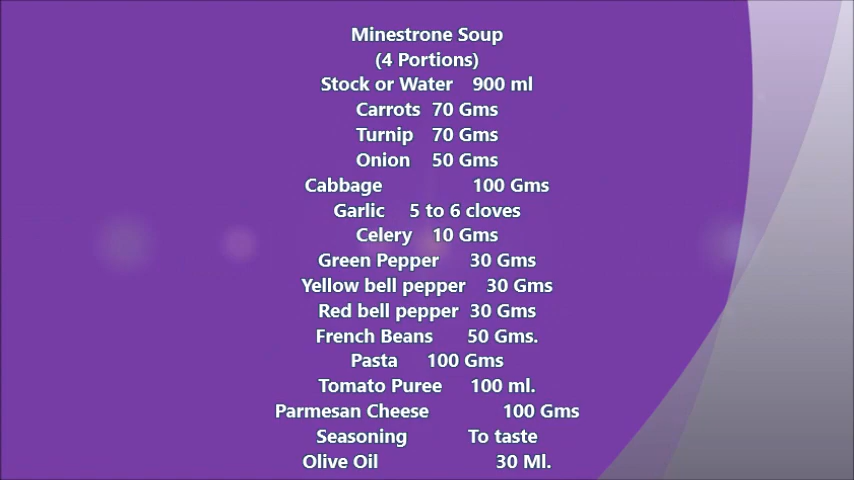 Minestrone Soup
(4 Portions)
Stock or Water 900 ml
Carrots 70 Gms
Turnip 70 Gms
Onion 50 Gms
Cabbage 100 Gms
Garlic 5 to 6 cloves
Celery 10 Gms
Green Pepper 30 Gms
Yellow bell pepper 30 Gms
Red bell pepper 30 Gms
French Beans 50 Gms.
Pasta 100 Gms
Tomato Puree 100 ml.
Parmesan Cheese 100 Gms
Seasoning To taste
Olive Oil 30 Ml.